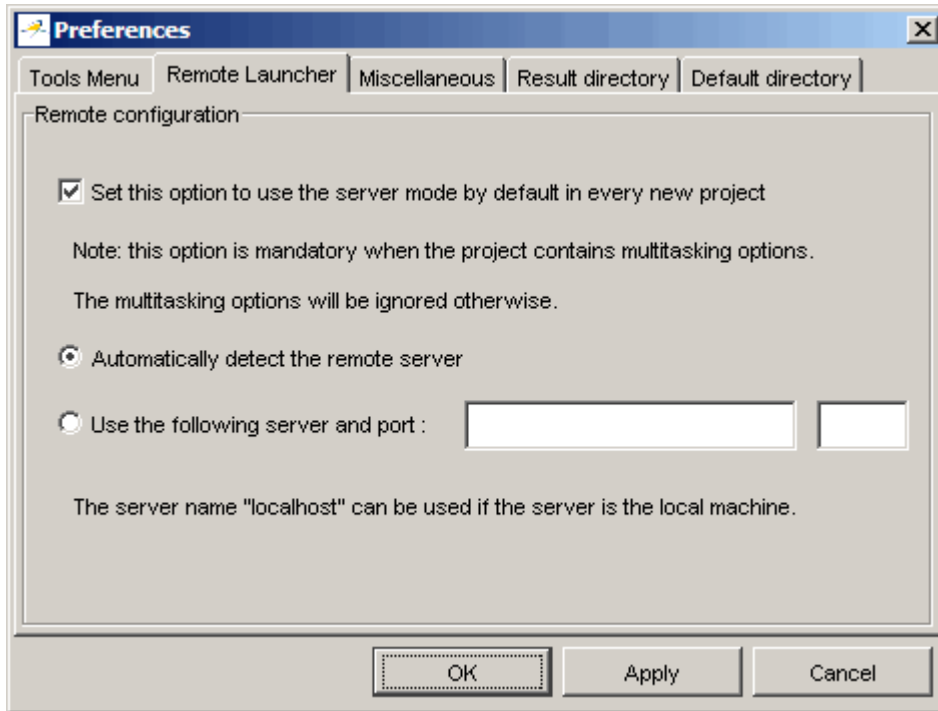 Preferences
Tools Menu Remote Launcher Miscellaneous Result directory Default directory
Remote configuration
Set this option to use the server mode by default in every new project
Note: this option is mandatory when the project contains multitasking options.
The multitasking options will be ignored otherwise.
Automatically detect the remote server
Use the following server and port :
The server name "localhost" can be used if the server is the local machine.
OK Apply Cancel